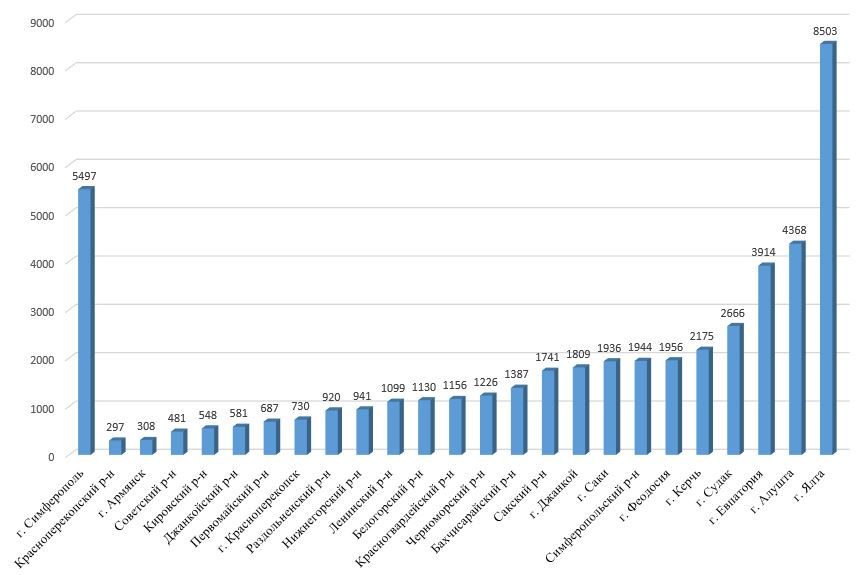 9000
8000
7000
6000
5000
4000
3000
2000
1000
0
5497
297
308
481
548
581
687
730
920
941
1099
1130
1156
1226
1387
1741
1809
1936
1944
1956
2175
2666
3914
4368
8503
г. Симферополь
Красноперекопский р-н
г. Армянск
Советский р-н
Кировский р-н
Джанкойский р-н
Первомайский р-н
г. Красноперекопск
Раздольненский р-н
Нижнегорский р-н
Ленинский р-н
Белогорский р-н
Красногвардейский р-н
Черноморский р-н
Бахчисарайский р-н
Сакский р-н
г. Джанкой
г. Саки
Симферопольский р-н
г. Феодосия
г. Керчь
г. Судак
г. Евпатория
г. Алушта
г. Ялта